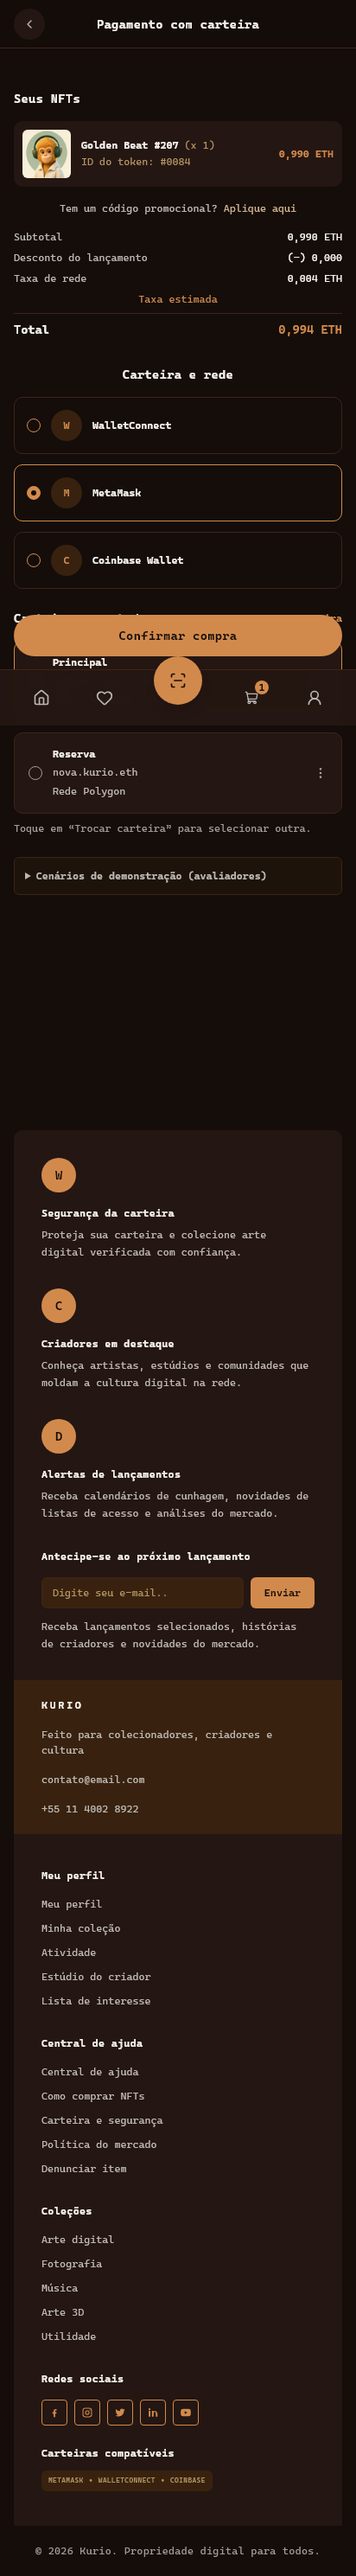 Pagamento com carteira
Seus NFTs
Golden Beat #207 (x 1)
ID do token: #0084
0,990 ETH
Tem um código promocional? Aplique aqui
Subtotal 0,990 ETH
Desconto do lançamento (−) 0,000
Taxa de rede 0,004 ETH
Taxa estimada
Total 0,994 ETH
Carteira e rede
W WalletConnect
M MetaMask
C Coinbase Wallet
Confirmar compra
Principal
1
Reserva
nova.kurio.eth
Rede Polygon
Toque em “Trocar carteira” para selecionar outra.
Cenários de demonstração (avaliadores)
W
Segurança da carteira
Proteja sua carteira e colecione arte
digital verificada com confiança.
C
Criadores em destaque
Conheça artistas, estúdios e comunidades que
moldam a cultura digital na rede.
D
Alertas de lançamentos
Receba calendários de cunhagem, novidades de
listas de acesso e análises do mercado.
Antecipe-se ao próximo lançamento
Digite seu e-mail..
Enviar
Receba lançamentos selecionados, histórias
de criadores e novidades do mercado.
KURIO
Feito para colecionadores, criadores e
cultura
contato@email.com
+55 11 4002 8922
Meu perfil
Meu perfil
Minha coleção
Atividade
Estúdio do criador
Lista de interesse
Central de ajuda
Central de ajuda
Como comprar NFTs
Carteira e segurança
Política do mercado
Denunciar item
Coleções
Arte digital
Fotografia
Música
Arte 3D
Utilidade
Redes sociais
Carteiras compatíveis
METAMASK • WALLETCONNECT • COINBASE
© 2026 Kurio. Propriedade digital para todos.